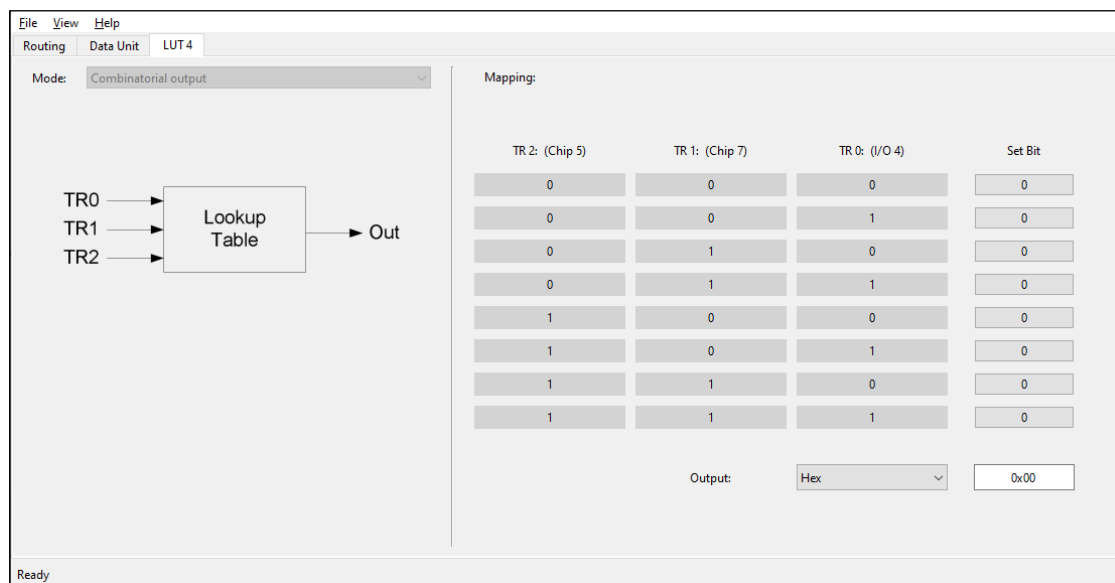 File View Help
Routing Data Unit LUT 4
Mode: Combinatorial output
Mapping:
TR 2: (Chip 5) TR 1: (Chip 7) TR 0: (I/O 4) Set Bit
0 0 0 0
0 0 1 0
0 1 0 0
0 1 1 0
1 0 0 0
1 0 1 0
1 1 0 0
1 1 1 0
TR0
TR1
TR2
Lookup
Table
Out
Output: Hex 0x00
Ready